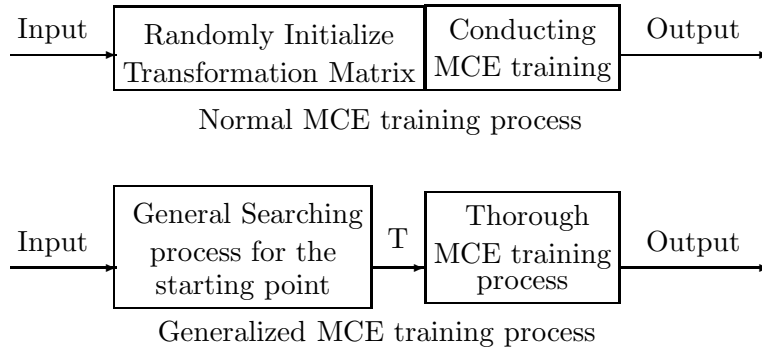 Input
Randomly Initialize
Transformation Matrix
Conducting
MCE training
Output
Normal MCE training process
Input
General Searching
process for the
starting point
T
Thorough
MCE training
process
Output
Generalized MCE training process